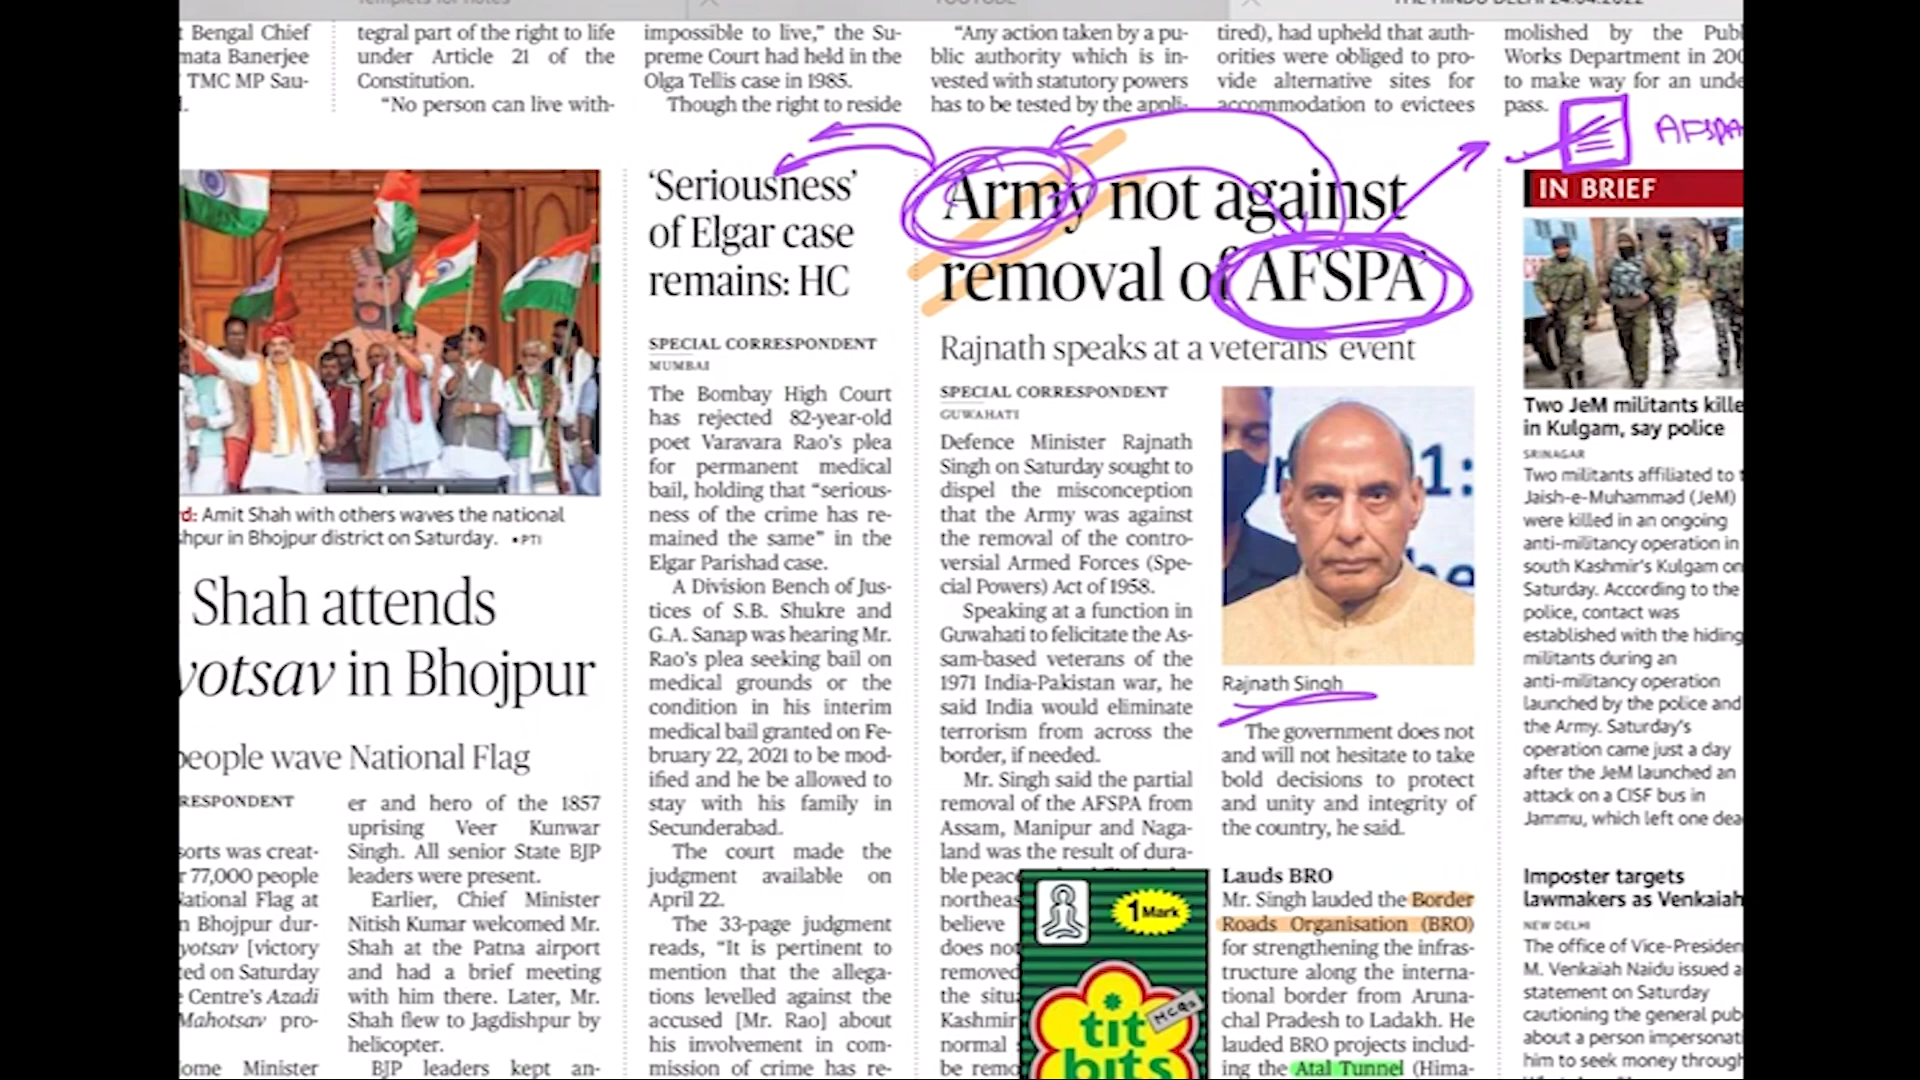 t Bengal Chief
mata Banerjee
TMC MP Sau-
tegral part of the right to life
under Article 21 of the
Constitution.
“No person can live with-
impossible to live,” the Su-
preme Court had held in the
Olga Tellis case in 1985.
Though the right to reside
“Any action taken by a pu-
blic authority which is in-
vested with statutory powers
has to be tested by the appli-
tired), had upheld that auth-
orities were obliged to pro-
vide alternative sites for
accommodation to evictees
molished by the Publ
Works Department in 200
to make way for an unde
pass.
AFSPA
rd: Amit Shah with others waves the national
shpur in Bhojpur district on Saturday. •PTI
Shah attends
yotsav in Bhojpur
people wave National Flag
RESPONDENT
sorts was creat-
r 77,000 people
National Flag at
n Bhojpur dur-
yotsav [victory
ted on Saturday
e Centre’s Azadi
Mahotsav pro-
ome Minister
er and hero of the 1857
uprising Veer Kunwar
Singh. All senior State BJP
leaders were present.
Earlier, Chief Minister
Nitish Kumar welcomed Mr.
Shah at the Patna airport
and had a brief meeting
with him there. Later, Mr.
Shah flew to Jagdishpur by
helicopter.
BJP leaders kept an-
‘Seriousness’
of Elgar case
remains: HC
SPECIAL CORRESPONDENT
MUMBAI
The Bombay High Court
has rejected 82-year-old
poet Varavara Rao’s plea
for permanent medical
bail, holding that “serious-
ness of the crime has re-
mained the same” in the
Elgar Parishad case.
A Division Bench of Jus-
tices of S.B. Shukre and
G.A. Sanap was hearing Mr.
Rao’s plea seeking bail on
medical grounds or the
condition in his interim
medical bail granted on Fe-
bruary 22, 2021 to be mod-
ified and he be allowed to
stay with his family in
Secunderabad.
The court made the
judgment available on
April 22.
The 33-page judgment
reads, “It is pertinent to
mention that the allega-
tions levelled against the
accused [Mr. Rao] about
his involvement in com-
mission of crime has re-
Army not against
removal of AFSPA’
Rajnath speaks at a veterans’ event
SPECIAL CORRESPONDENT
GUWAHATI
Defence Minister Rajnath
Singh on Saturday sought to
dispel the misconception
that the Army was against
the removal of the contro-
versial Armed Forces (Spe-
cial Powers) Act of 1958.
Speaking at a function in
Guwahati to felicitate the As-
sam-based veterans of the
1971 India-Pakistan war, he
said India would eliminate
terrorism from across the
border, if needed.
Mr. Singh said the partial
removal of the AFSPA from
Assam, Manipur and Naga-
land was the result of dura-
ble peac
northeas
believe
does not
removed
the situ
Kashmir
normal
be remo
1 Mark
tit
bits
MCQs
Rajnath Singh
The government does not
and will not hesitate to take
bold decisions to protect
and unity and integrity of
the country, he said.
Lauds BRO
Mr. Singh lauded the Border
Roads Organisation (BRO)
for strengthening the infras-
tructure along the interna-
tional border from Aruna-
chal Pradesh to Ladakh. He
lauded BRO projects includ-
ing the Atal Tunnel (Hima-
IN BRIEF
Two JeM militants kille
in Kulgam, say police
SRINAGAR
Two militants affiliated to t
Jaish-e-Muhammad (JeM)
were killed in an ongoing
anti-militancy operation in
south Kashmir’s Kulgam on
Saturday. According to the
police, contact was
established with the hiding
militants during an
anti-militancy operation
launched by the police and
the Army. Saturday’s
operation came just a day
after the JeM launched an
attack on a CISF bus in
Jammu, which left one dea
Imposter targets
lawmakers as Venkaiah
NEW DELHI
The office of Vice-Presiden
M. Venkaiah Naidu issued a
statement on Saturday
cautioning the general pub
about a person impersonati
him to seek money through